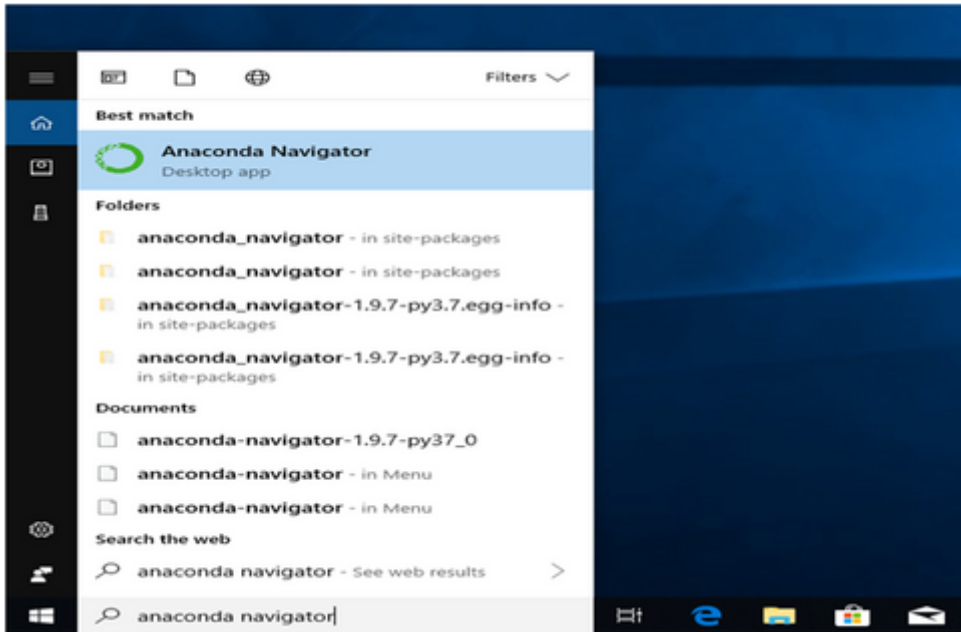 Filters
Best match
Anaconda Navigator
Desktop app
Folders
anaconda_navigator - in site-packages
anaconda_navigator - in site-packages
anaconda_navigator-1.9.7-py3.7.egg-info -
in site-packages
anaconda_navigator-1.9.7-py3.7.egg-info -
in site-packages
Documents
anaconda-navigator-1.9.7-py37_0
anaconda-navigator - in Menu
anaconda-navigator - in Menu
Search the web
anaconda navigator - See web results
anaconda navigator